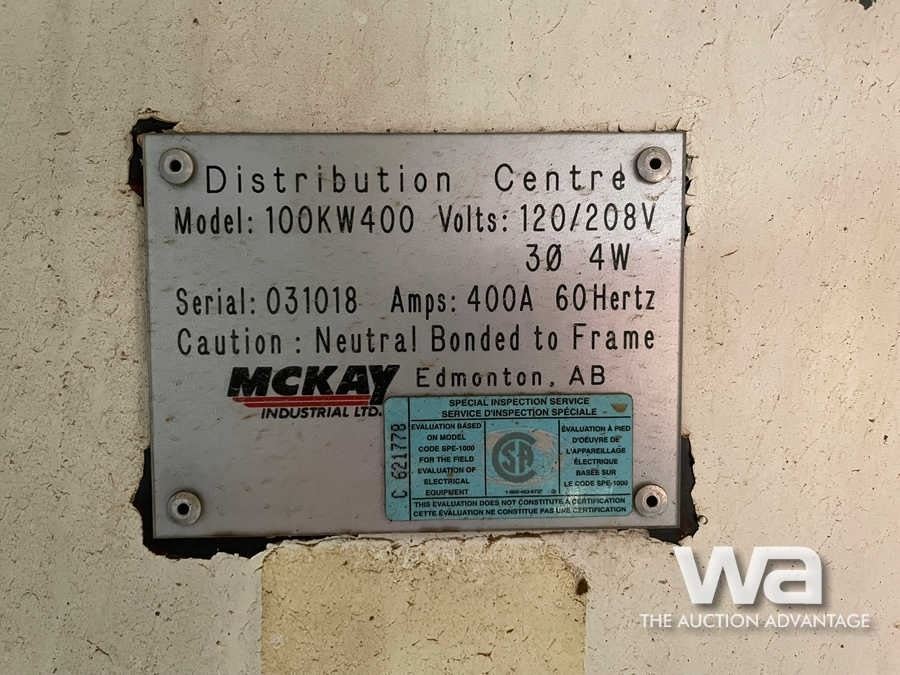 Distribution Centre
Model: 100KW400 Volts: 120/208V
3Ø 4W
Serial: 031018 Amps: 400A 60Hertz
Caution : Neutral Bonded to Frame
MCKAY Edmonton, AB
INDUSTRIAL LTD.
SPECIAL INSPECTION SERVICE
SERVICE D'INSPECTION SPÉCIALE
C 621778
EVALUATION BASED
ON MODEL
CODE SPE-1000
FOR THE FIELD
EVALUATION OF
ELECTRICAL
EQUIPMENT
SA
ÉVALUATION À PIED
D'OEUVRE DE
L'APPAREILLAGE
ÉLECTRIQUE
BASÉE SUR
LE CODE SPE-1000
THIS EVALUATION DOES NOT CONSTITUTE A CERTIFICATION
CETTE ÉVALUATION NE CONSTITUE PAS UNE CERTIFICATION
wa
THE AUCTION ADVANTAGE